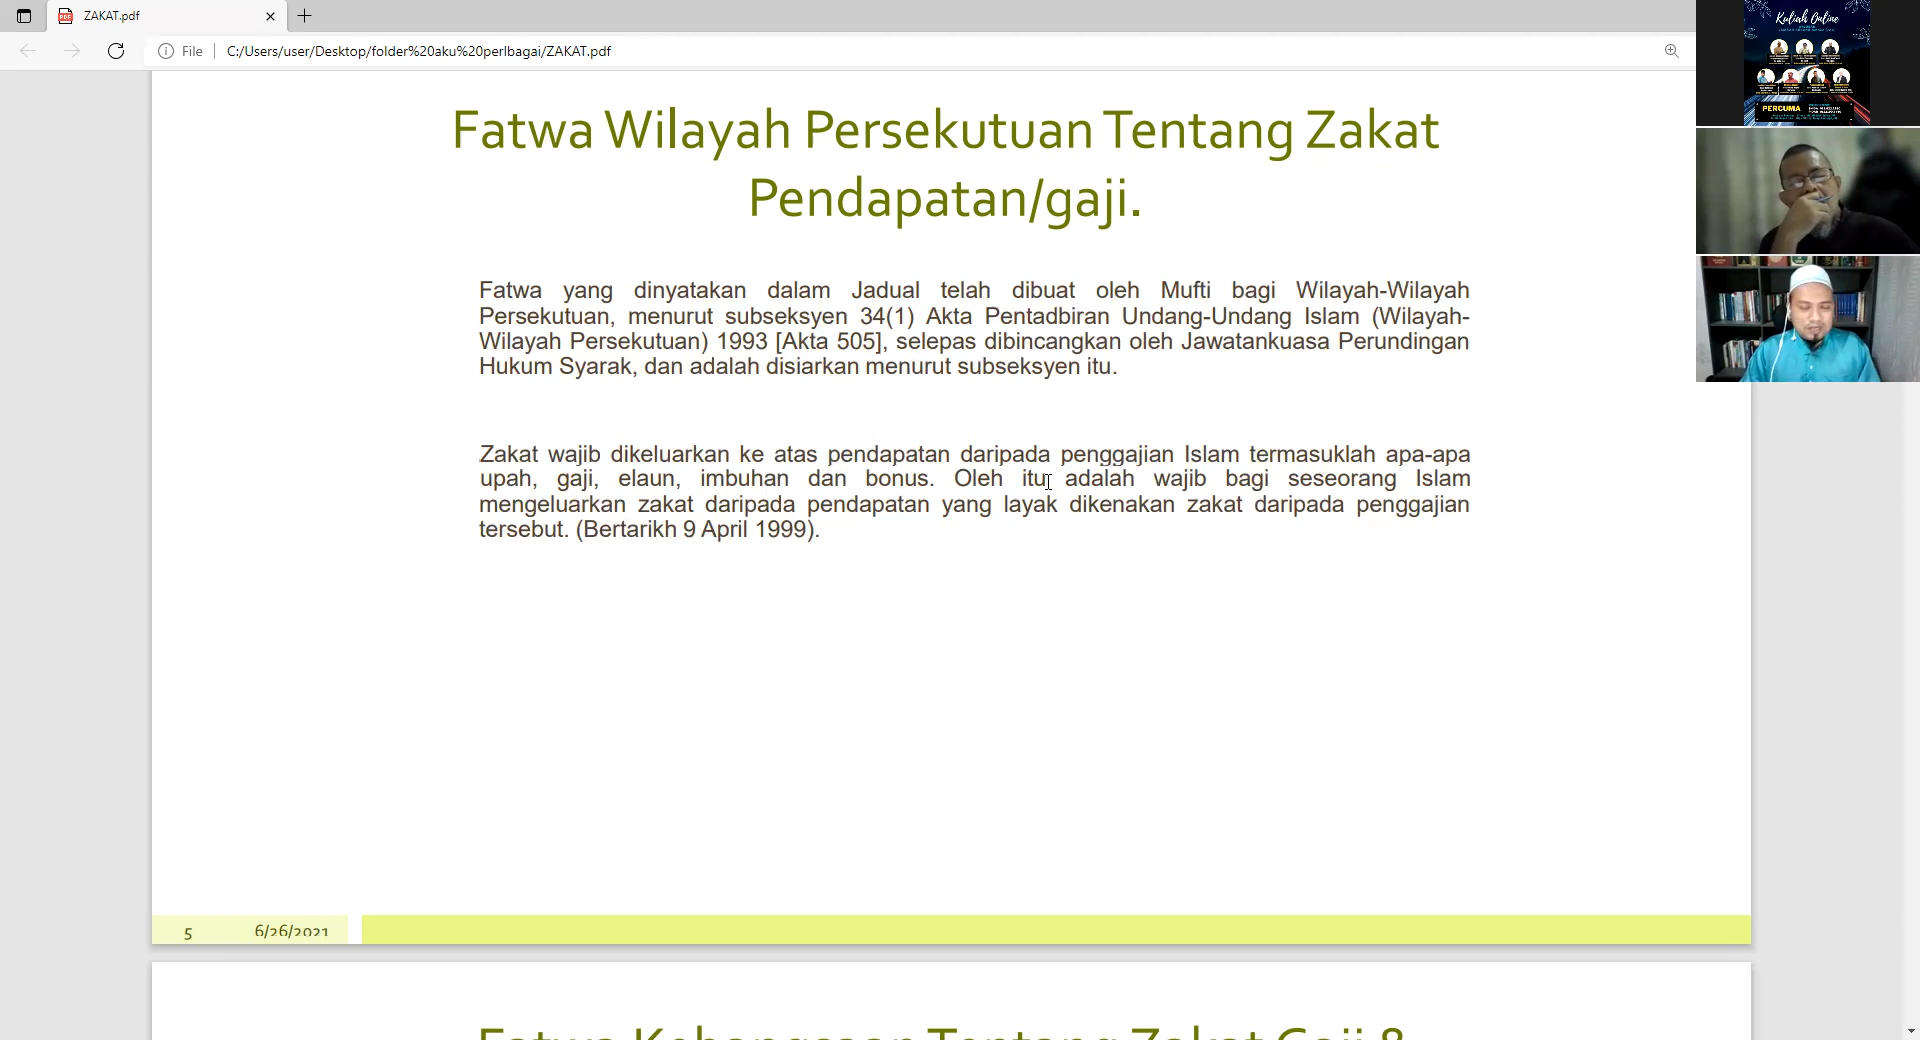 ZAKAT.pdf
File
C:/Users/user/Desktop/folder%20aku%20perlbagai/ZAKAT.pdf
Kuliah Online
PERCUMA
Fatwa Wilayah Persekutuan Tentang Zakat
Pendapatan/gaji.
Fatwa yang dinyatakan dalam Jadual telah dibuat oleh Mufti bagi Wilayah-Wilayah
Persekutuan, menurut subseksyen 34(1) Akta Pentadbiran Undang-Undang Islam (Wilayah-
Wilayah Persekutuan) 1993 [Akta 505], selepas dibincangkan oleh Jawatankuasa Perundingan
Hukum Syarak, dan adalah disiarkan menurut subseksyen itu.
Zakat wajib dikeluarkan ke atas pendapatan daripada penggajian Islam termasuklah apa-apa
upah, gaji, elaun, imbuhan dan bonus. Oleh itu, adalah wajib bagi seseorang Islam
mengeluarkan zakat daripada pendapatan yang layak dikenakan zakat daripada penggajian
tersebut. (Bertarikh 9 April 1999).
5
6/26/2021
Fatwa Kebangsaan Tentang Zakat Gaji &